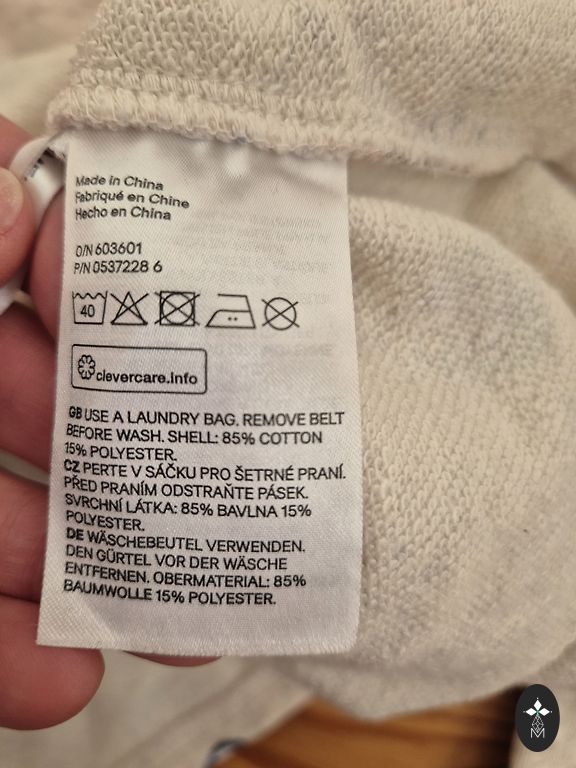 Made in China
Fabriqué en Chine
Hecho en China
O/N 603601
P/N 0537228 6
40
clevercare.info
GB USE A LAUNDRY BAG. REMOVE BELT
BEFORE WASH. SHELL: 85% COTTON
15% POLYESTER.
CZ PERTE V SÁČKU PRO ŠETRNÉ PRANÍ.
PŘED PRANÍM ODSTRAŇTE PÁSEK.
SVRCHNÍ LÁTKA: 85% BAVLNA 15%
POLYESTER.
DE WÄSCHEBEUTEL VERWENDEN.
DEN GÜRTEL VOR DER WÄSCHE
ENTFERNEN. OBERMATERIAL: 85%
BAUMWOLLE 15% POLYESTER.
M